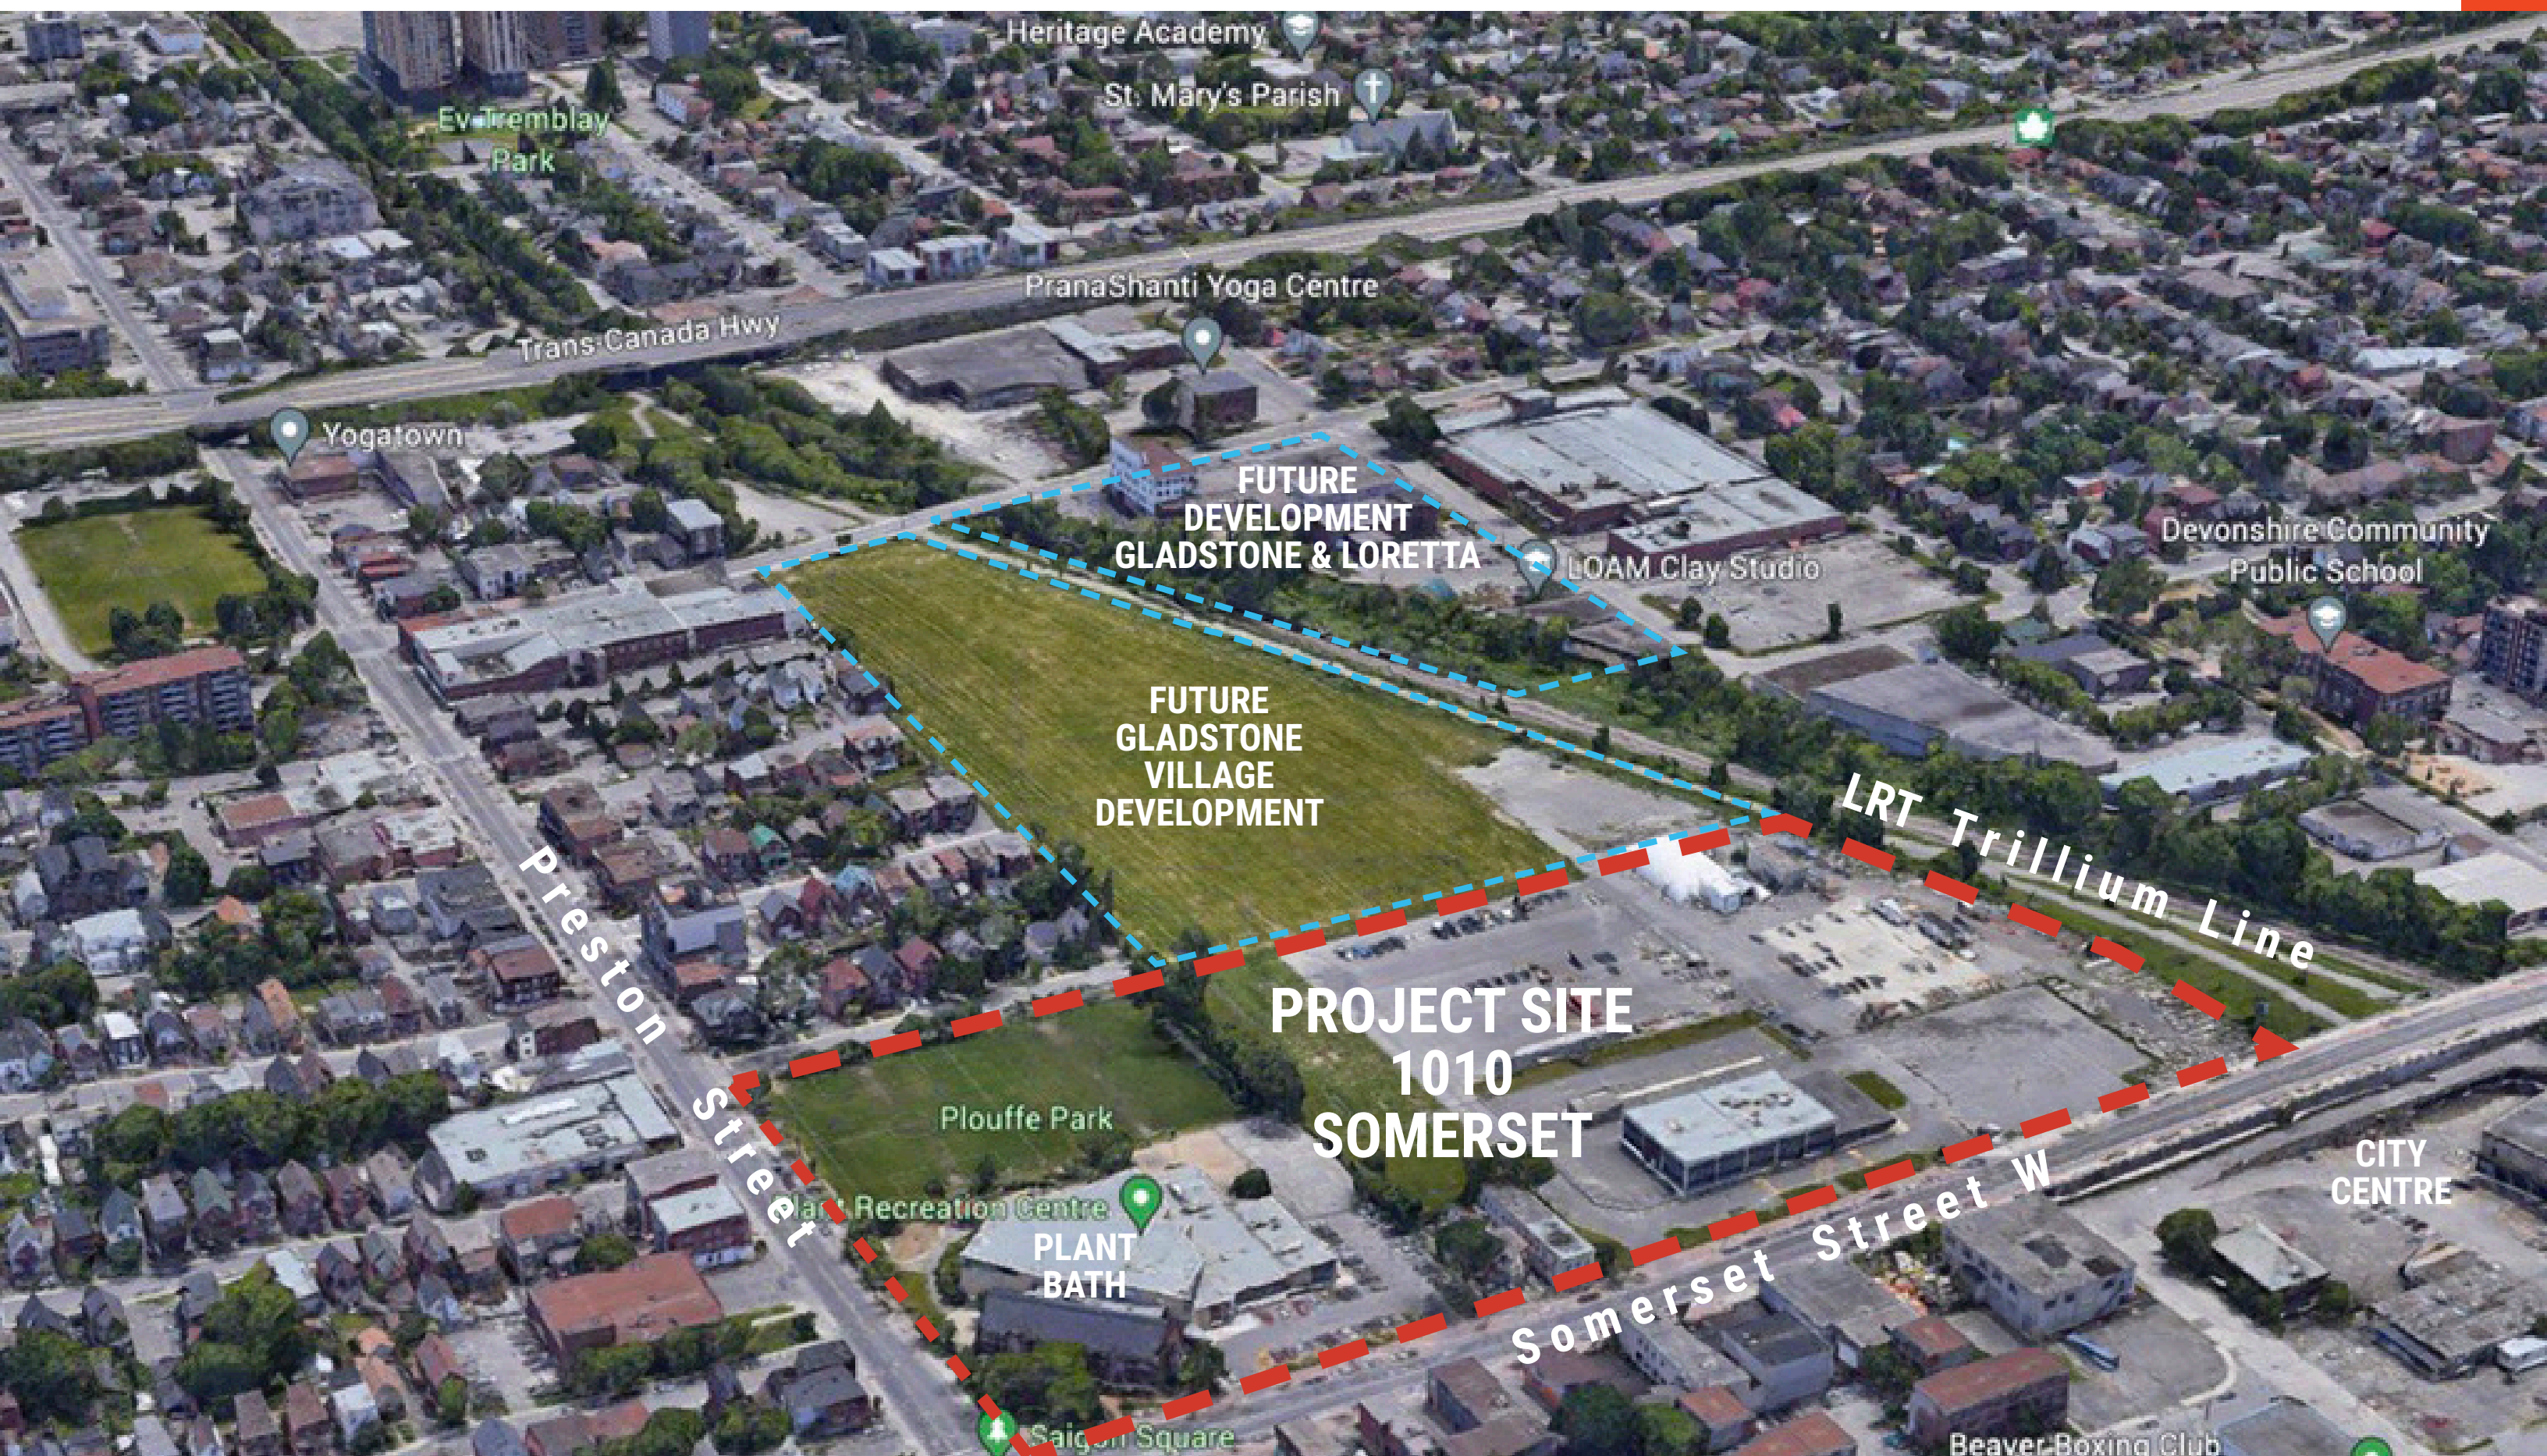 Heritage Academy
St. Mary's Parish
Ev Tremblay
Park
PranaShanti Yoga Centre
Trans-Canada Hwy
Yogatown
FUTURE
DEVELOPMENT
GLADSTONE & LORETTA
LOAM Clay Studio
Devonshire Community
Public School
FUTURE
GLADSTONE
VILLAGE
DEVELOPMENT
LRT Trillium Line
Preston Street
PROJECT SITE
1010
SOMERSET
Plouffe Park
Plant Recreation Centre
PLANT
BATH
CITY
CENTRE
Somerset Street W
Saigon Square
Beaver Boxing Club